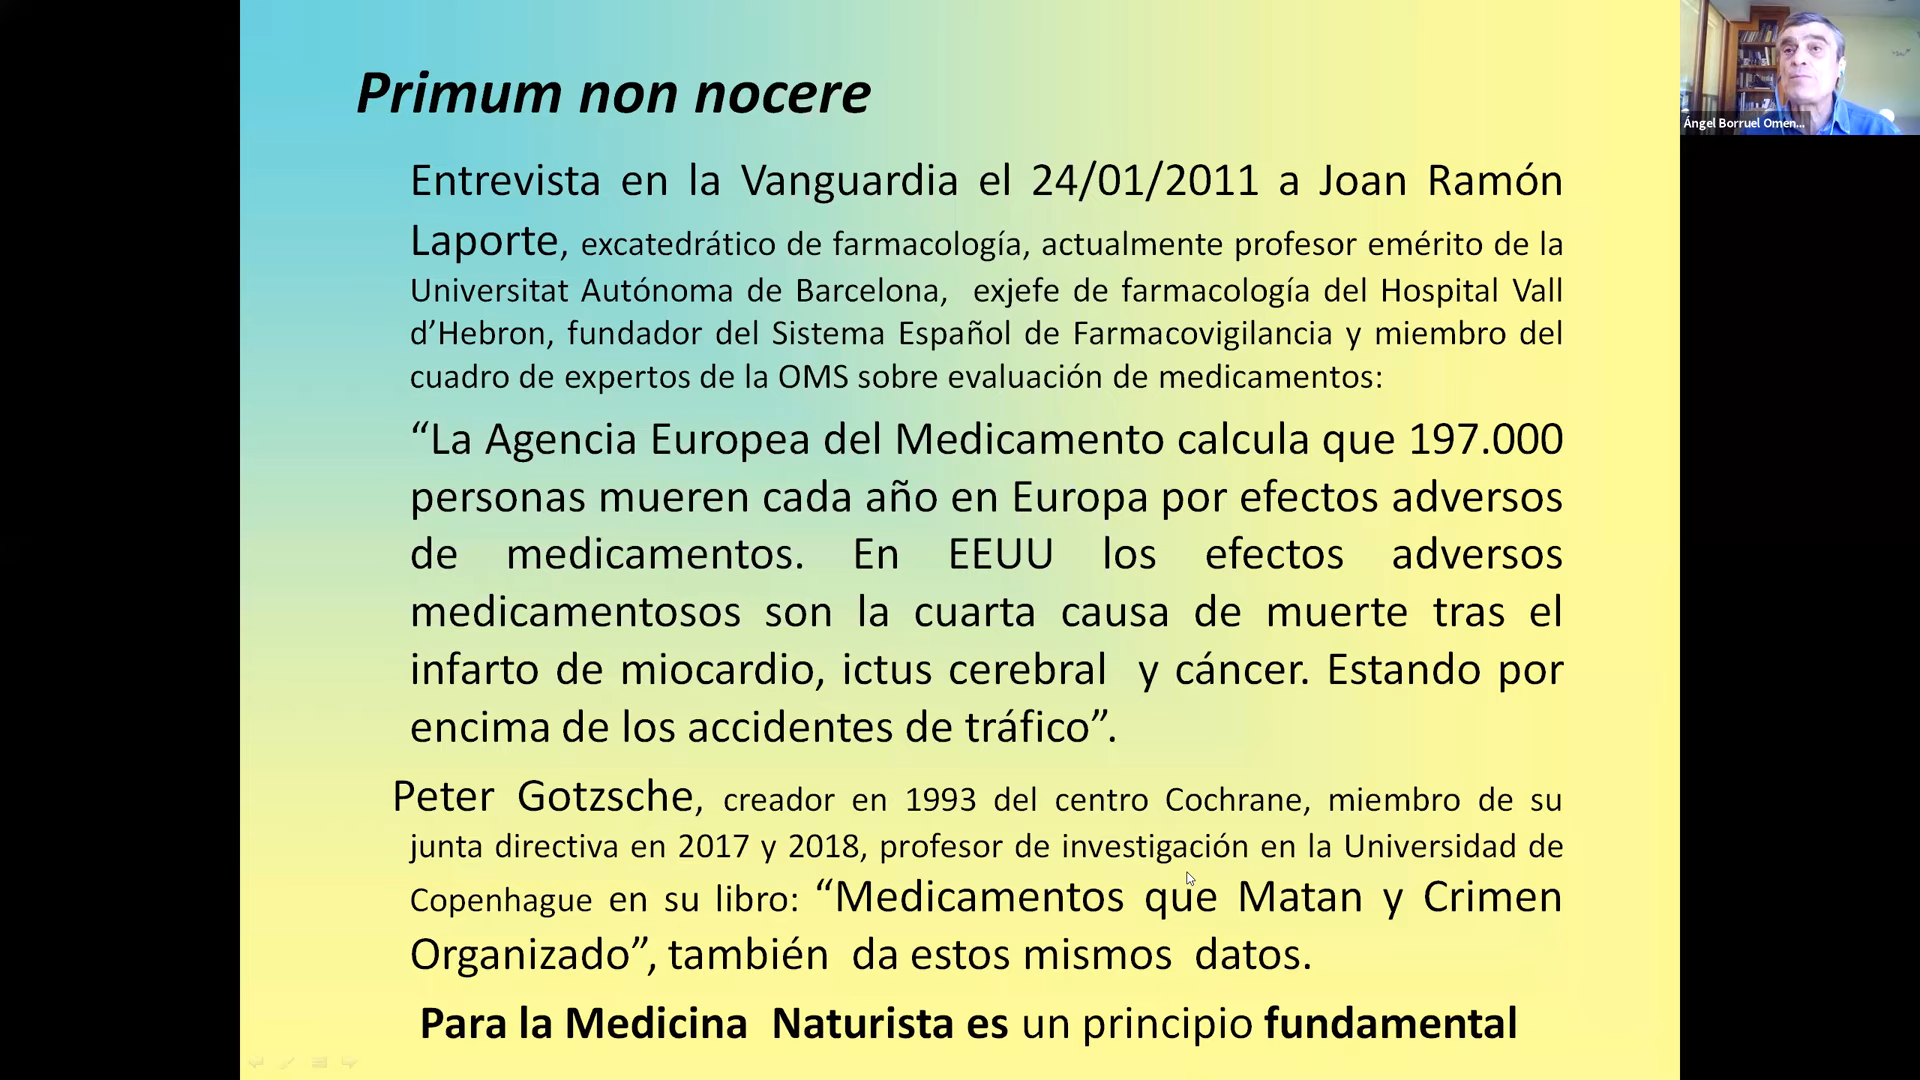 Primum non nocere
Ángel Borruel Omen...
Entrevista en la Vanguardia el 24/01/2011 a Joan Ramón
Laporte, excatedrático de farmacología, actualmente profesor emérito de la
Universitat Autónoma de Barcelona, exjefe de farmacología del Hospital Vall
d’Hebron, fundador del Sistema Español de Farmacovigilancia y miembro del
cuadro de expertos de la OMS sobre evaluación de medicamentos:
“La Agencia Europea del Medicamento calcula que 197.000
personas mueren cada año en Europa por efectos adversos
de medicamentos. En EEUU los efectos adversos
medicamentosos son la cuarta causa de muerte tras el
infarto de miocardio, ictus cerebral y cáncer. Estando por
encima de los accidentes de tráfico”.
Peter Gotzsche, creador en 1993 del centro Cochrane, miembro de su
junta directiva en 2017 y 2018, profesor de investigación en la Universidad de
Copenhague en su libro: “Medicamentos que Matan y Crimen
Organizado”, también da estos mismos datos.
Para la Medicina Naturista es un principio fundamental